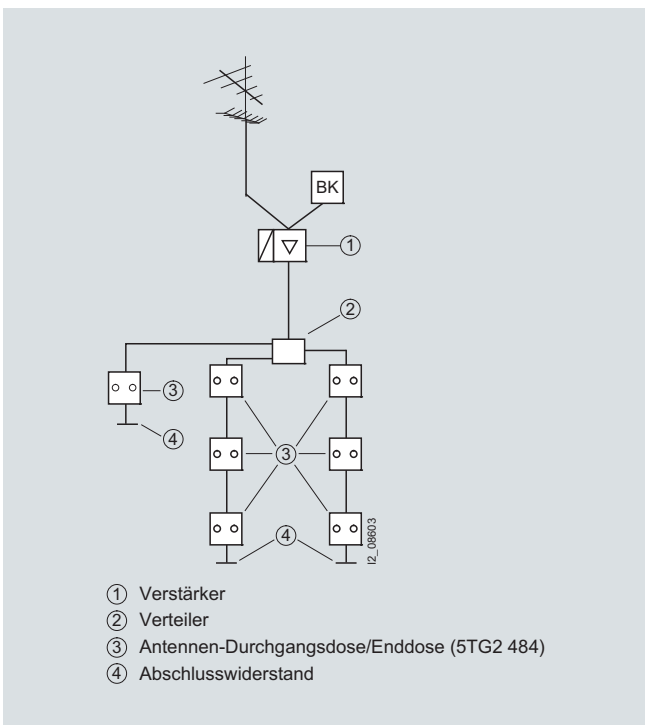 BK
①
②
③
④
③
④
I2_08603
① Verstärker
② Verteiler
③ Antennen-Durchgangsdose/Enddose (5TG2 484)
④ Abschlusswiderstand